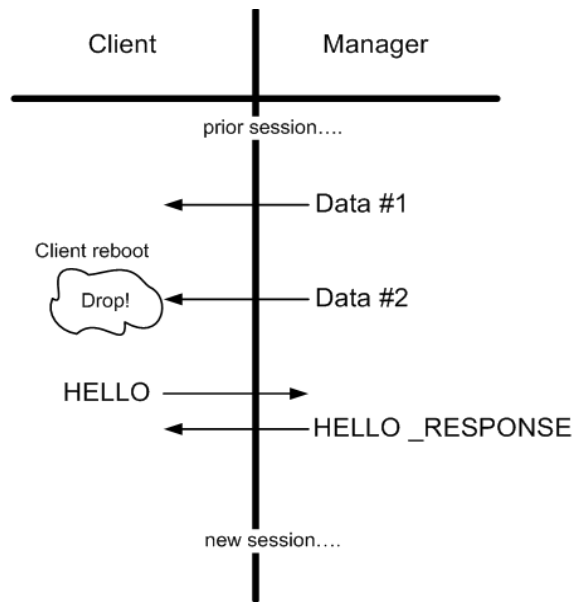 Client
Manager
prior session....
Data #1
Client reboot
Drop!
Data #2
HELLO
HELLO _RESPONSE
new session....